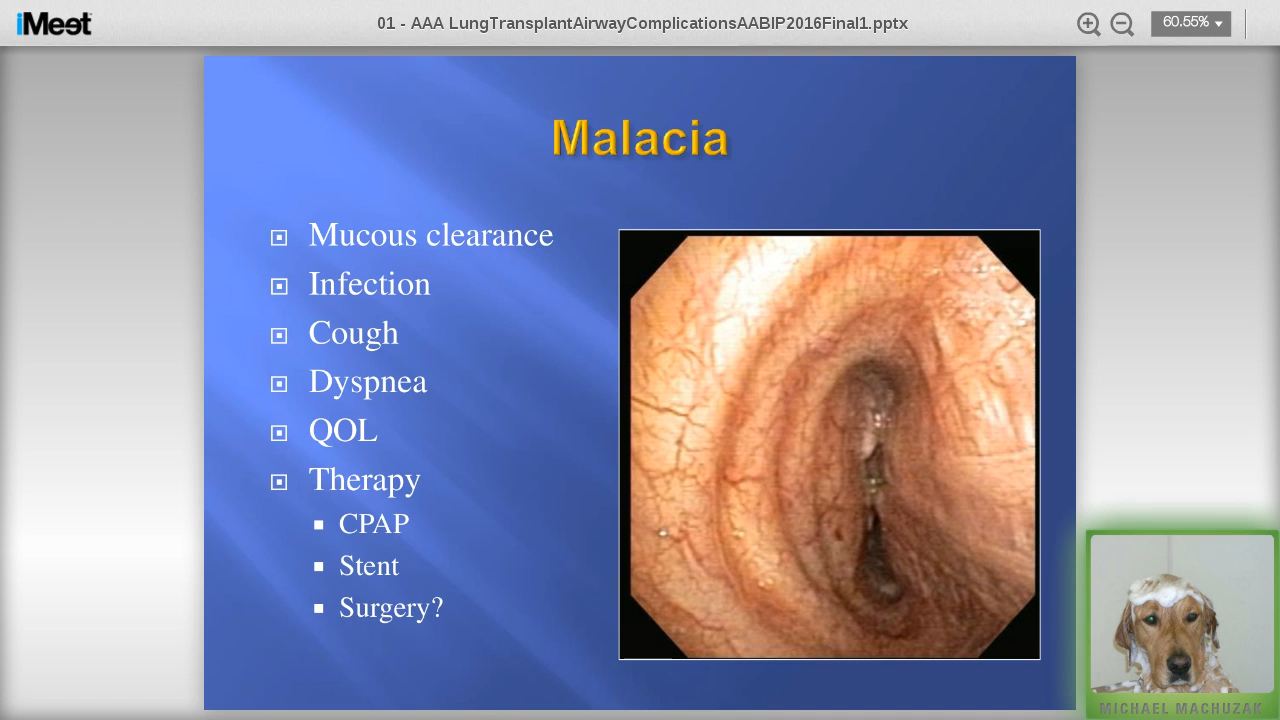 iMeet
01 - AAA LungTransplantAirwayComplicationsAABIP2016Final1.pptx
60.55%
Malacia
Mucous clearance
Infection
Cough
Dyspnea
QOL
Therapy
CPAP
Stent
Surgery?
MICHAEL MACHUZAK